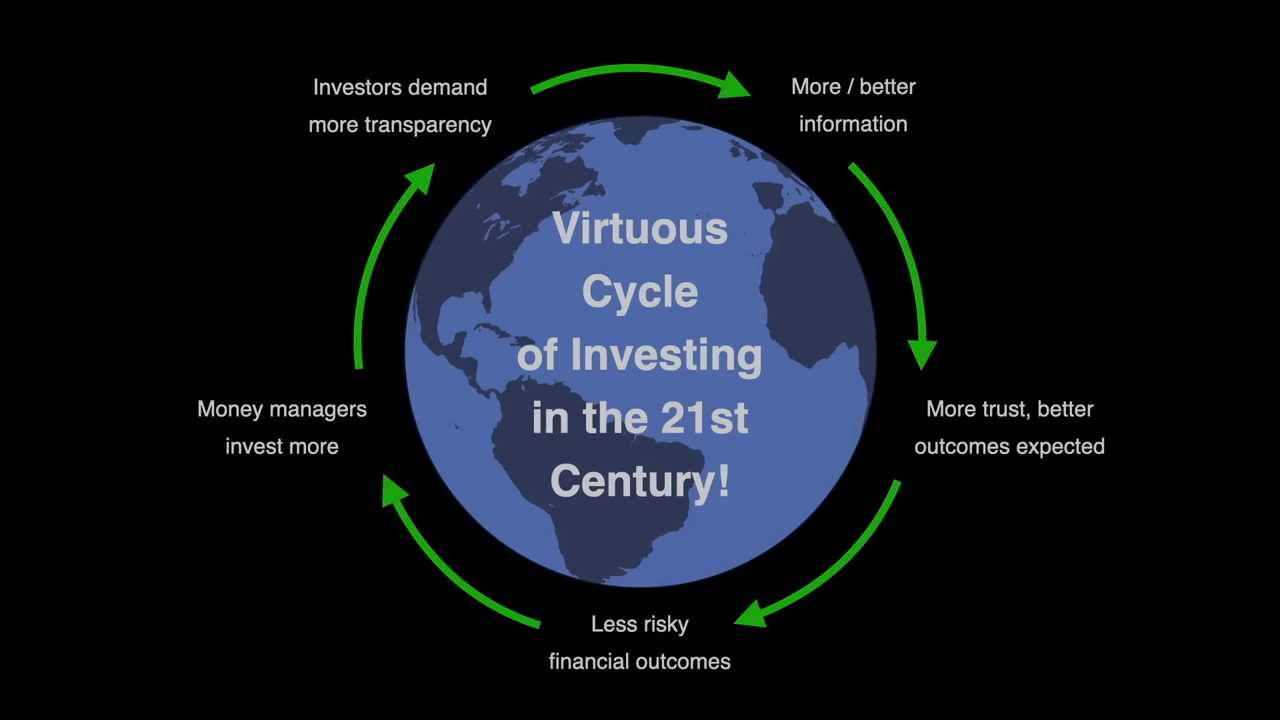 Investors demand
more transparency
More / better
information
Virtuous
Cycle
of Investing
in the 21st
Century!
Money managers
invest more
More trust, better
outcomes expected
Less risky
financial outcomes